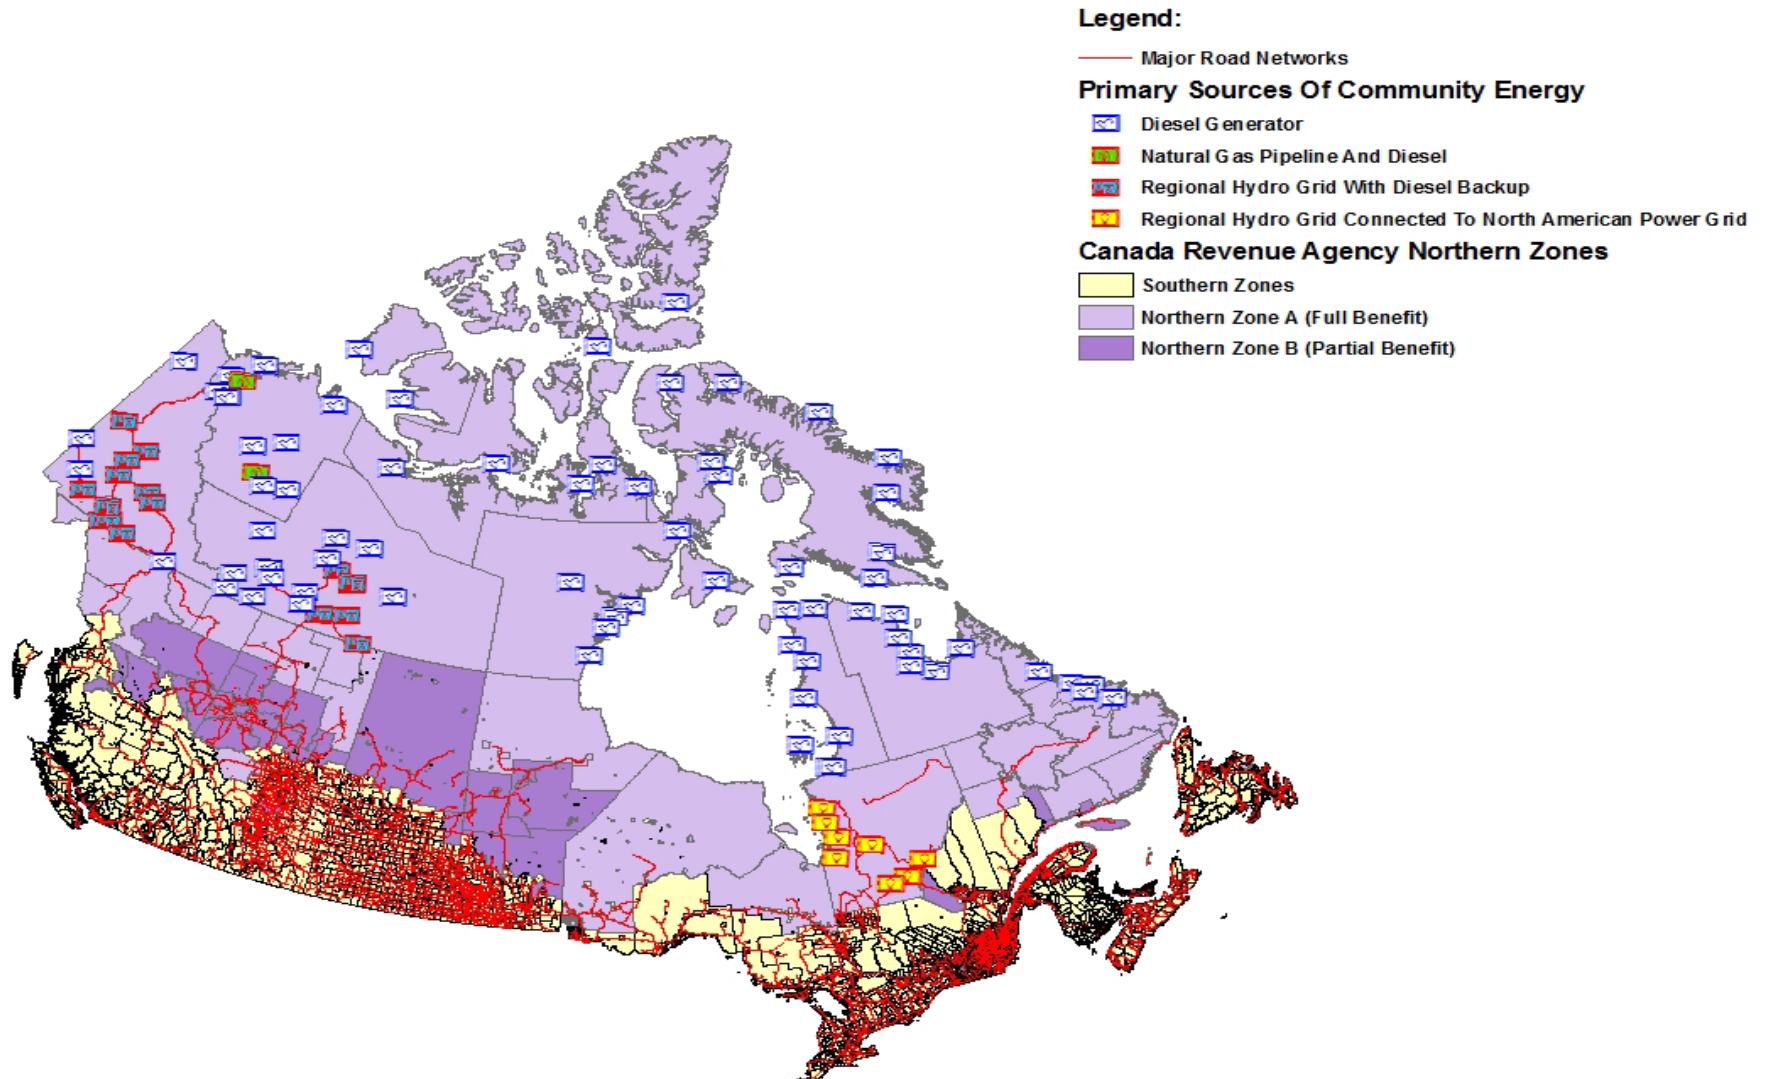 Legend:
Major Road Networks
Primary Sources Of Community Energy
Diesel Generator
Natural Gas Pipeline And Diesel
Regional Hydro Grid With Diesel Backup
Regional Hydro Grid Connected To North American Power Grid
Canada Revenue Agency Northern Zones
Southern Zones
Northern Zone A (Full Benefit)
Northern Zone B (Partial Benefit)